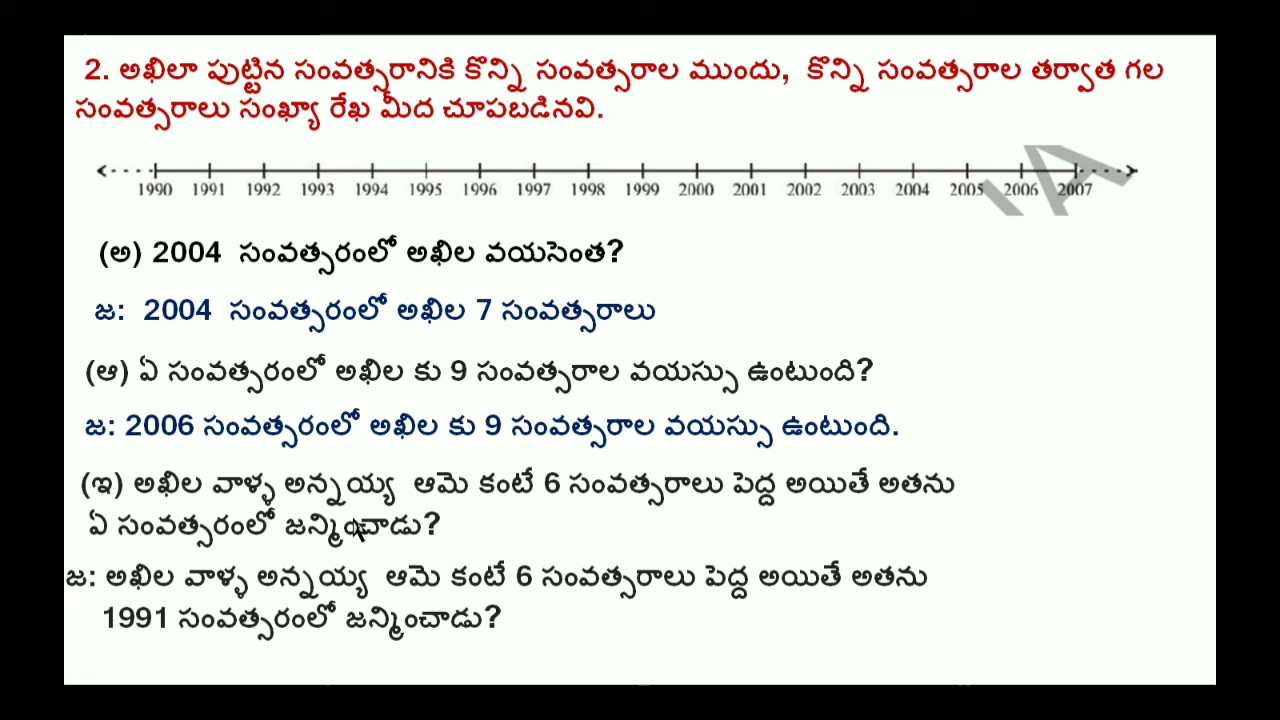 2. అఖిలా పుట్టిన సంవత్సరానికి కొన్ని సంవత్సరాల ముందు, కొన్ని సంవత్సరాల తర్వాత గల
సంవత్సరాలు సంఖ్యా రేఖ మీద చూపబడినవి.
1990 1991 1992 1993 1994 1995 1996 1997 1998 1999 2000 2001 2002 2003 2004 2005 2006 2007
(అ) 2004 సంవత్సరంలో అఖిల వయసెంత?
జ: 2004 సంవత్సరంలో అఖిల 7 సంవత్సరాలు
(ఆ) ఏ సంవత్సరంలో అఖిల కు 9 సంవత్సరాల వయస్సు ఉంటుంది?
జ: 2006 సంవత్సరంలో అఖిల కు 9 సంవత్సరాల వయస్సు ఉంటుంది.
(ఇ) అఖిల వాళ్ళ అన్నయ్య ఆమె కంటే 6 సంవత్సరాలు పెద్ద అయితే అతను
ఏ సంవత్సరంలో జన్మించాడు?
జ: అఖిల వాళ్ళ అన్నయ్య ఆమె కంటే 6 సంవత్సరాలు పెద్ద అయితే అతను
1991 సంవత్సరంలో జన్మించాడు?